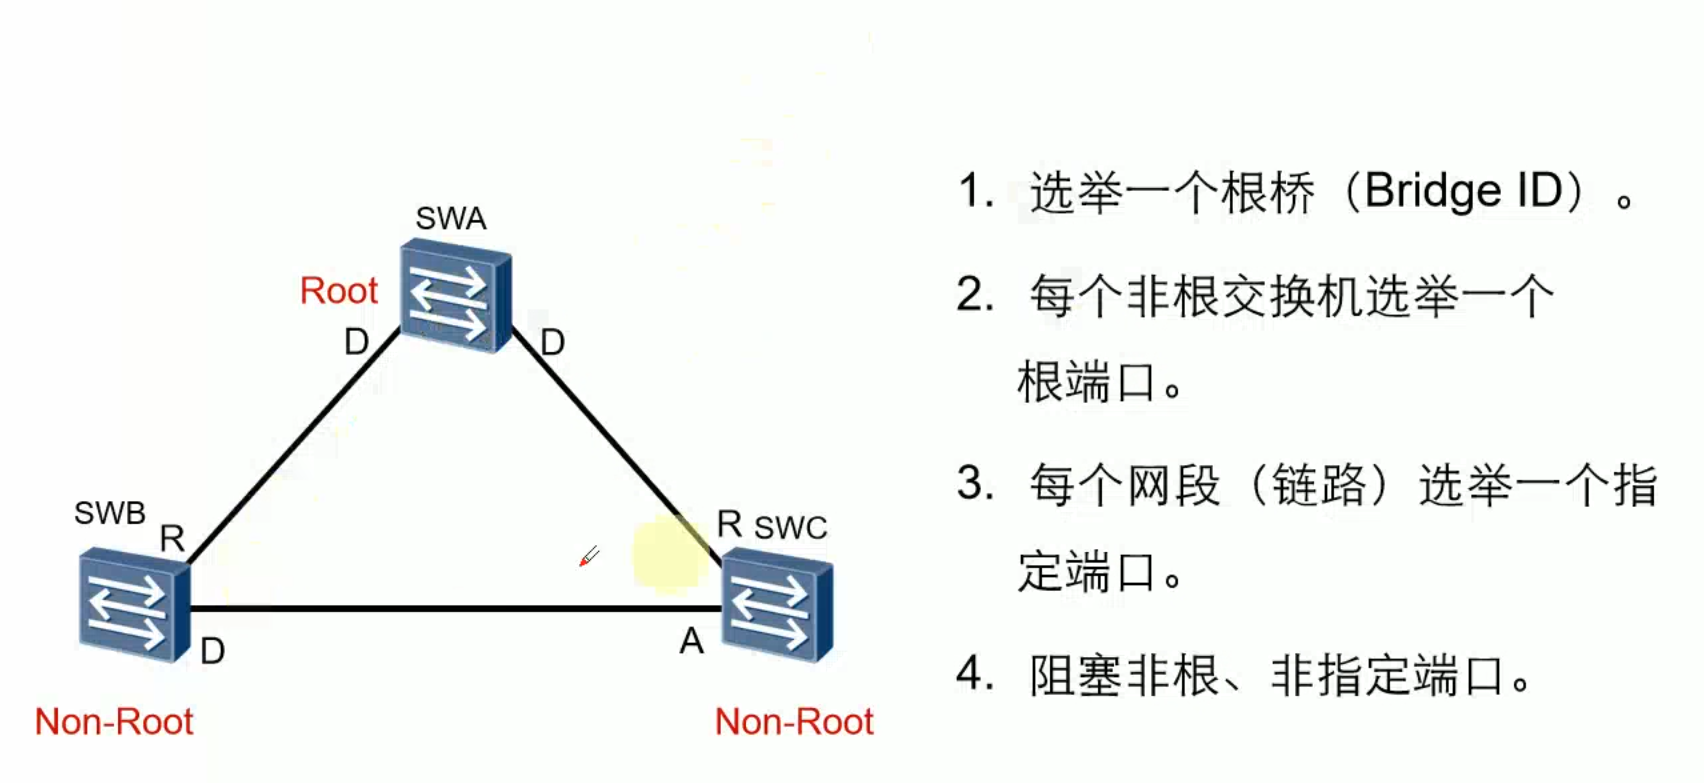 SWA
Root
D
D
SWB
R
R
SWC
D
A
Non-Root
Non-Root
1. 选举一个根桥（Bridge ID）。
2. 每个非根交换机选举一个
根端口。
3. 每个网段（链路）选举一个指
定端口。
4. 阻塞非根、非指定端口。